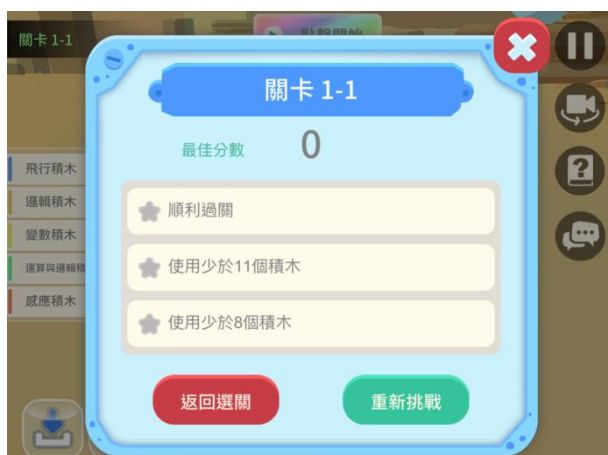 關卡 1-1
關卡 1-1
最佳分數 0
飛行積木
邏輯積木
變數積木
運算與邏輯積
感應積木
順利過關
使用少於11個積木
使用少於8個積木
返回選關
重新挑戰